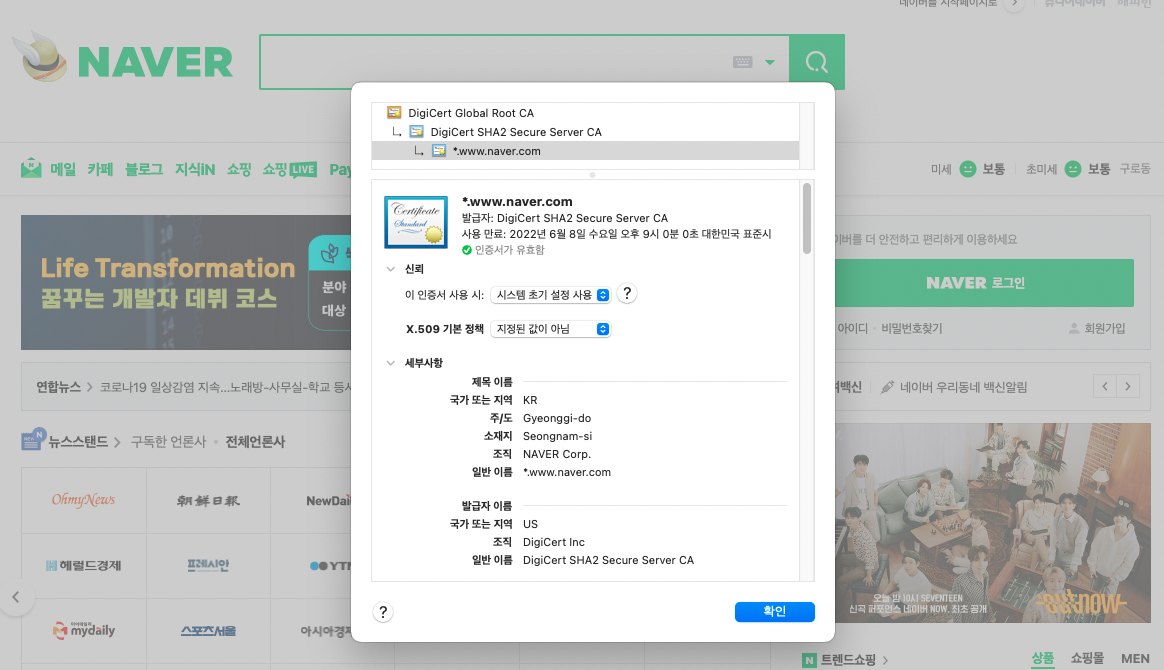 네이버를 시작페이지로
쥬니어네이버 해피빈
NAVER
메일 카페 블로그 지식iN 쇼핑 쇼핑LIVE Pay
미세 보통 초미세 보통 구로동
Life Transformation
꿈꾸는 개발자 데뷔 코스
분야
대상
연합뉴스 > 코로나19 일상감염 지속...노래방-사무실-학교 등서
뉴스스탠드 > 구독한 언론사 전체언론사
OhmyNews 朝鮮日報 NewDail
헤럴드경제 프레시안 YTN
mydaily 스포츠서울 아시아경제
DigiCert Global Root CA
DigiCert SHA2 Secure Server CA
*.www.naver.com
Certificate
Standard
*.www.naver.com
발급자: DigiCert SHA2 Secure Server CA
사용 만료: 2022년 6월 8일 수요일 오후 9시 0분 0초 대한민국 표준시
인증서가 유효함
신뢰
이 인증서 사용 시: 시스템 초기 설정 사용 ?
X.509 기본 정책 지정된 값이 아님
세부사항
제목 이름
국가 또는 지역 KR
주/도 Gyeonggi-do
소재지 Seongnam-si
조직 NAVER Corp.
일반 이름 *.www.naver.com
발급자 이름
국가 또는 지역 US
조직 DigiCert Inc
일반 이름 DigiCert SHA2 Secure Server CA
?
확인
이버를 더 안전하고 편리하게 이용하세요
NAVER 로그인
아이디 · 비밀번호찾기 회원가입
백신 네이버 우리동네 백신알림
오늘 밤 10시 SEVENTEEN
신곡 퍼포먼스 네이버 NOW. 최초 공개
NOW
N 트렌드쇼핑 > 상품 쇼핑몰 MEN